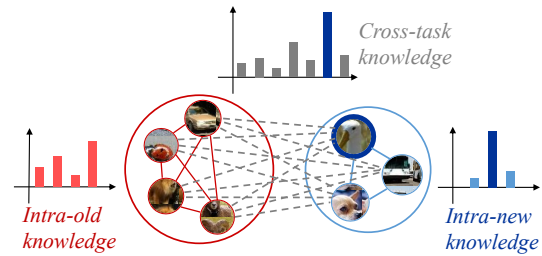 Cross-task
knowledge
Intra-old
knowledge
Intra-new
knowledge